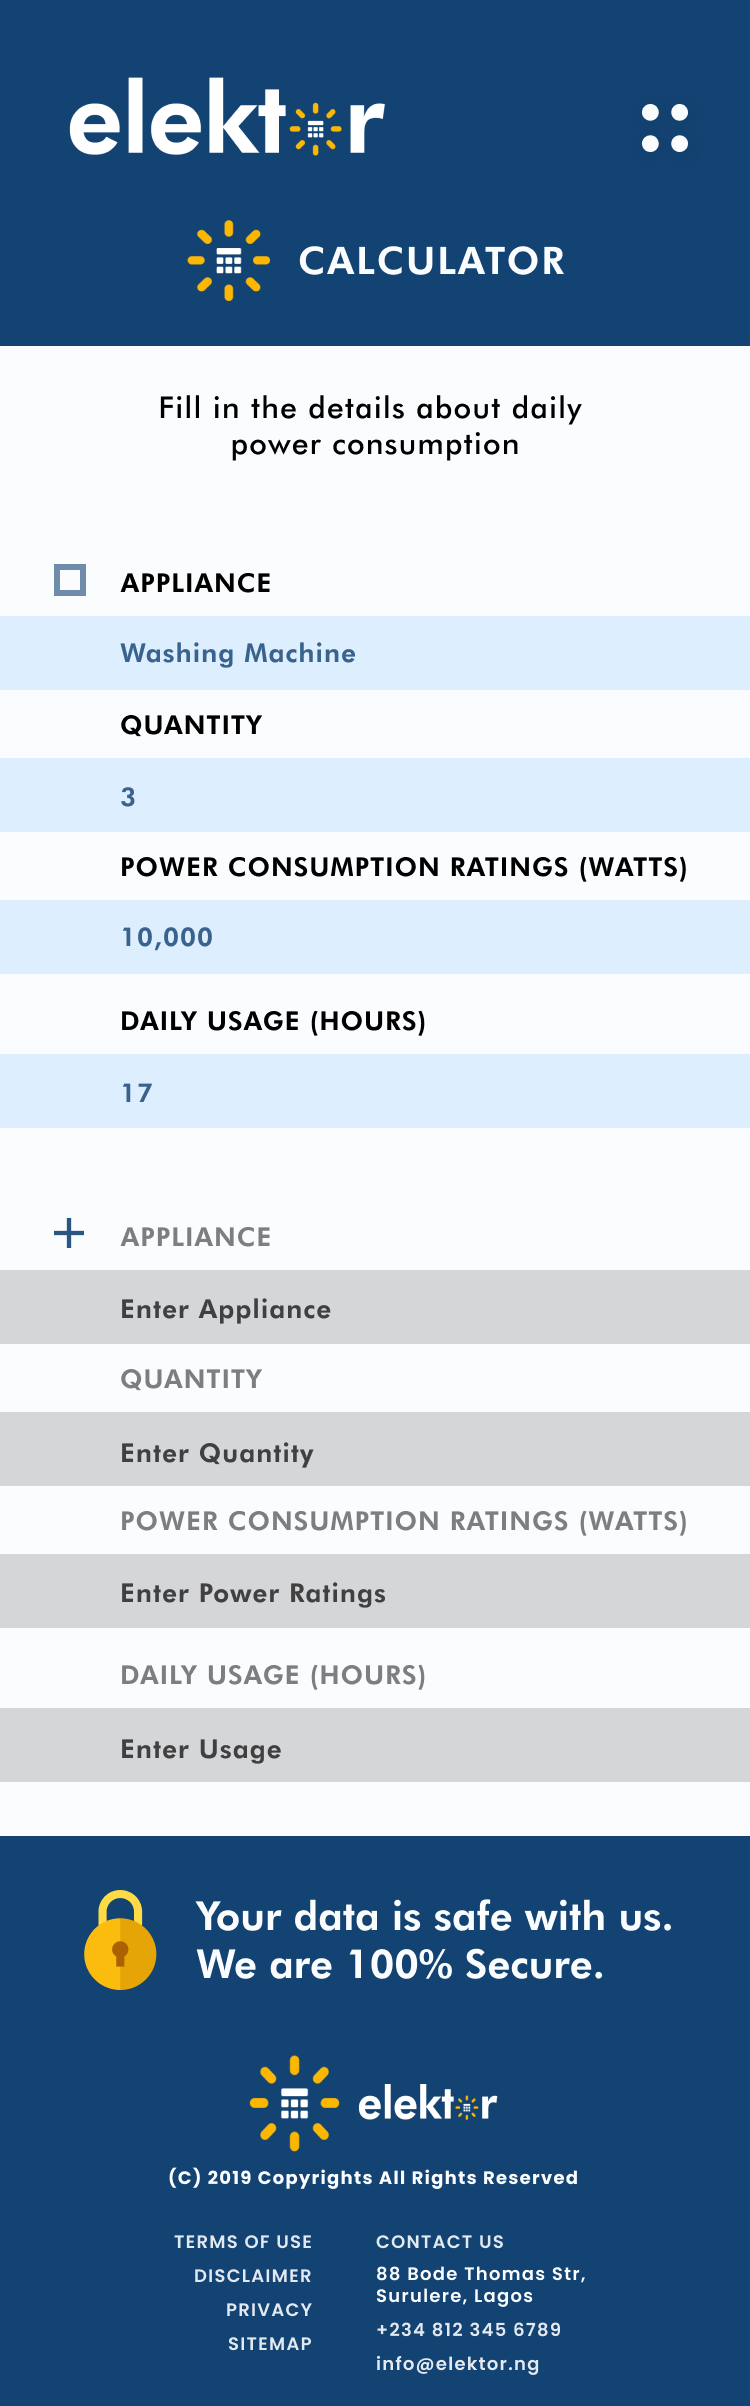 elektor
CALCULATOR
Fill in the details about daily
power consumption
APPLIANCE
Washing Machine
QUANTITY
3
POWER CONSUMPTION RATINGS (WATTS)
10,000
DAILY USAGE (HOURS)
17
APPLIANCE
Enter Appliance
QUANTITY
Enter Quantity
POWER CONSUMPTION RATINGS (WATTS)
Enter Power Ratings
DAILY USAGE (HOURS)
Enter Usage
Your data is safe with us.
We are 100% Secure.
elektor
(C) 2019 Copyrights All Rights Reserved
TERMS OF USE
DISCLAIMER
PRIVACY
SITEMAP
CONTACT US
88 Bode Thomas Str,
Surulere, Lagos
+234 812 345 6789
info@elektor.ng